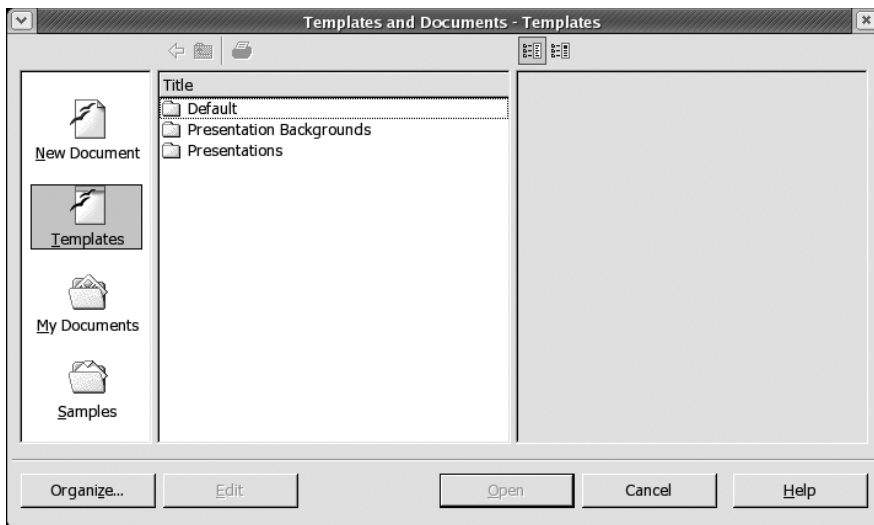 Templates and Documents - Templates
Title
Default
Presentation Backgrounds
Presentations
New Document
Templates
My Documents
Samples
Organize...
Edit
Open
Cancel
Help